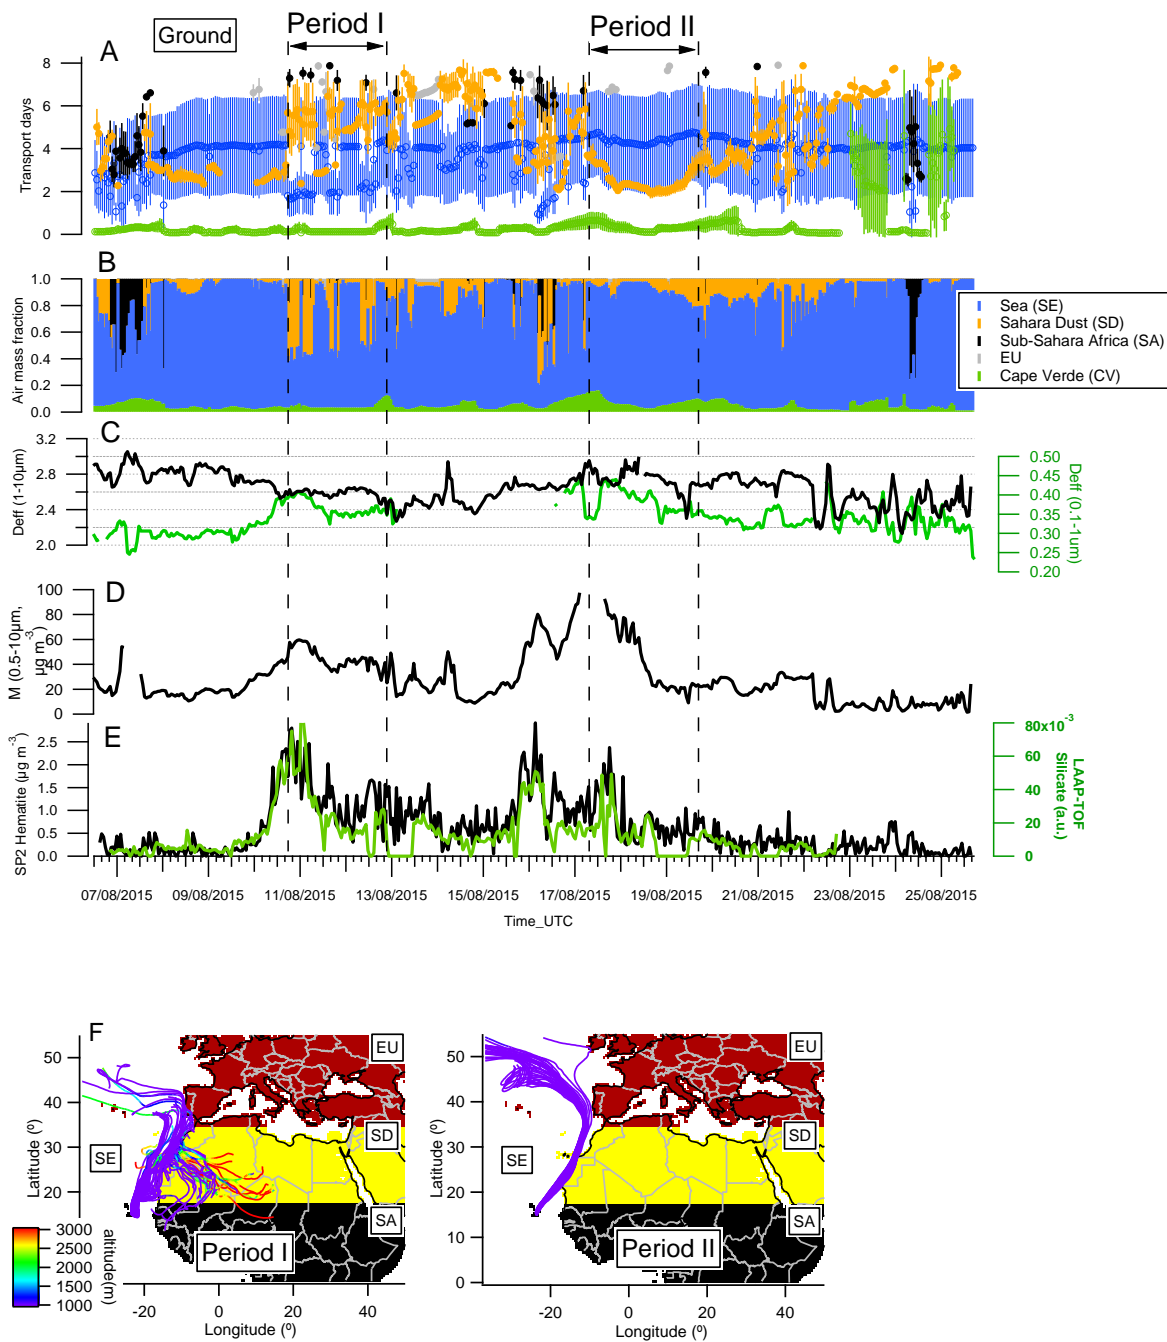 A
Ground
Period I
Period II
8
6
4
2
0
Transport days
B
1.0
0.8
0.6
0.4
0.2
0.0
Air mass fraction
Sea (SE)
Sahara Dust (SD)
Sub-Sahara Africa (SA)
EU
Cape Verde (CV)
C
3.2
2.8
2.4
2.0
Deff (1-10µm)
0.50
0.45
0.40
0.35
0.30
0.25
0.20
Deff (0.1-1um)
D
100
80
60
40
20
0
M (0.5-10µm,
µg m⁻³)
E
2.5
2.0
1.5
1.0
0.5
0.0
SP2 Hematite (µg m⁻³)
80x10⁻³
60
40
20
0
LAAP-TOF
Silicate (a.u.)
07/08/2015 09/08/2015 11/08/2015 13/08/2015 15/08/2015 17/08/2015 19/08/2015 21/08/2015 23/08/2015 25/08/2015
Time_UTC
F
50
40
30
20
Latitude (º)
EU
SD
SE
SA
Period I
3000
2500
2000
1500
1000
altitude(m)
-20 0 20 40
Longitude (º)
50
40
30
20
10
0
Latitude (º)
EU
SD
SE
SA
Period II
-20 0 20 40
Longitude (º)